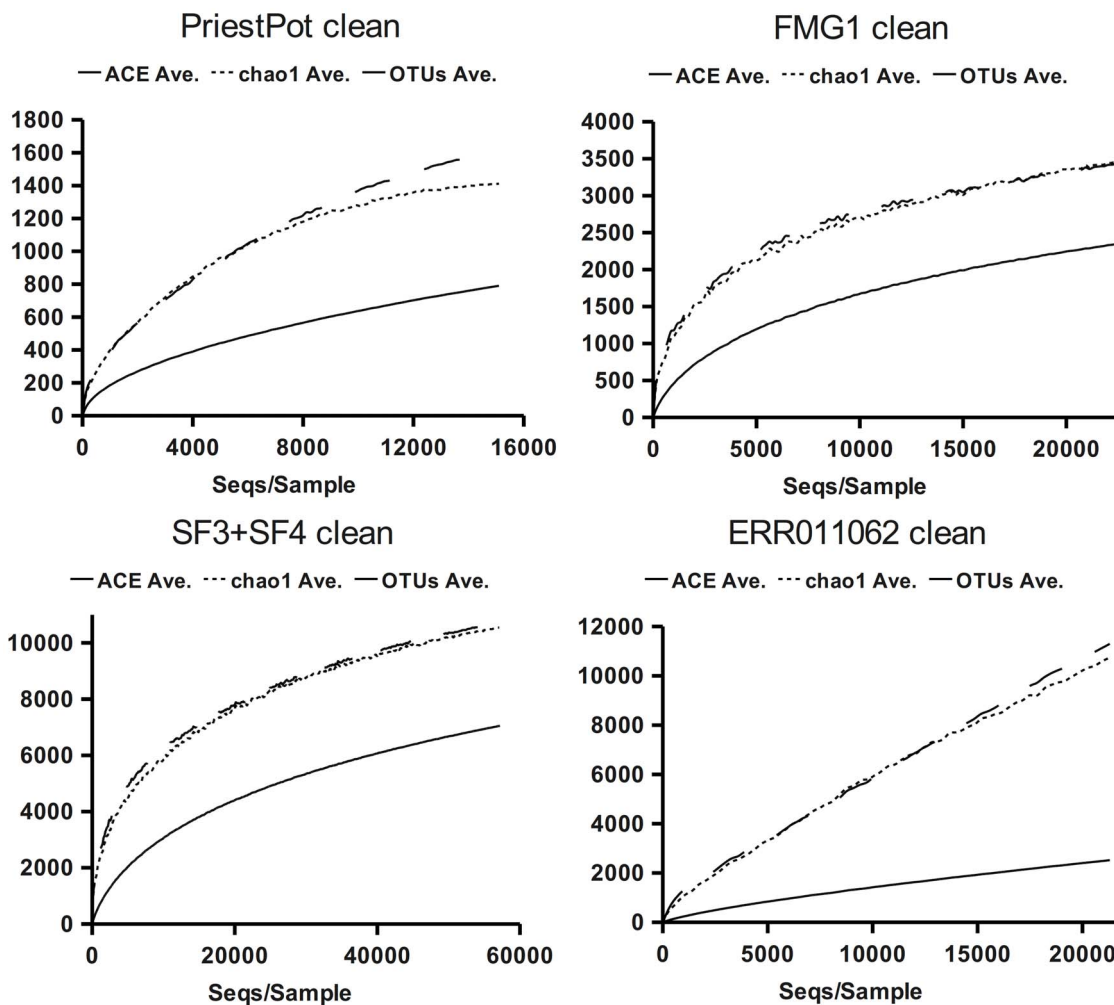 PriestPot clean
ACE Ave. chao1 Ave. OTUs Ave.
1800
1600
1400
1200
1000
800
600
400
200
0
0 4000 8000 12000 16000
Seqs/Sample
FMG1 clean
ACE Ave. chao1 Ave. OTUs Ave.
4000
3500
3000
2500
2000
1500
1000
500
0
0 5000 10000 15000 20000
Seqs/Sample
SF3+SF4 clean
ACE Ave. chao1 Ave. OTUs Ave.
10000
8000
6000
4000
2000
0
0 20000 40000 60000
Seqs/Sample
ERR011062 clean
ACE Ave. chao1 Ave. OTUs Ave.
12000
10000
8000
6000
4000
2000
0
0 5000 10000 15000 20000
Seqs/Sample